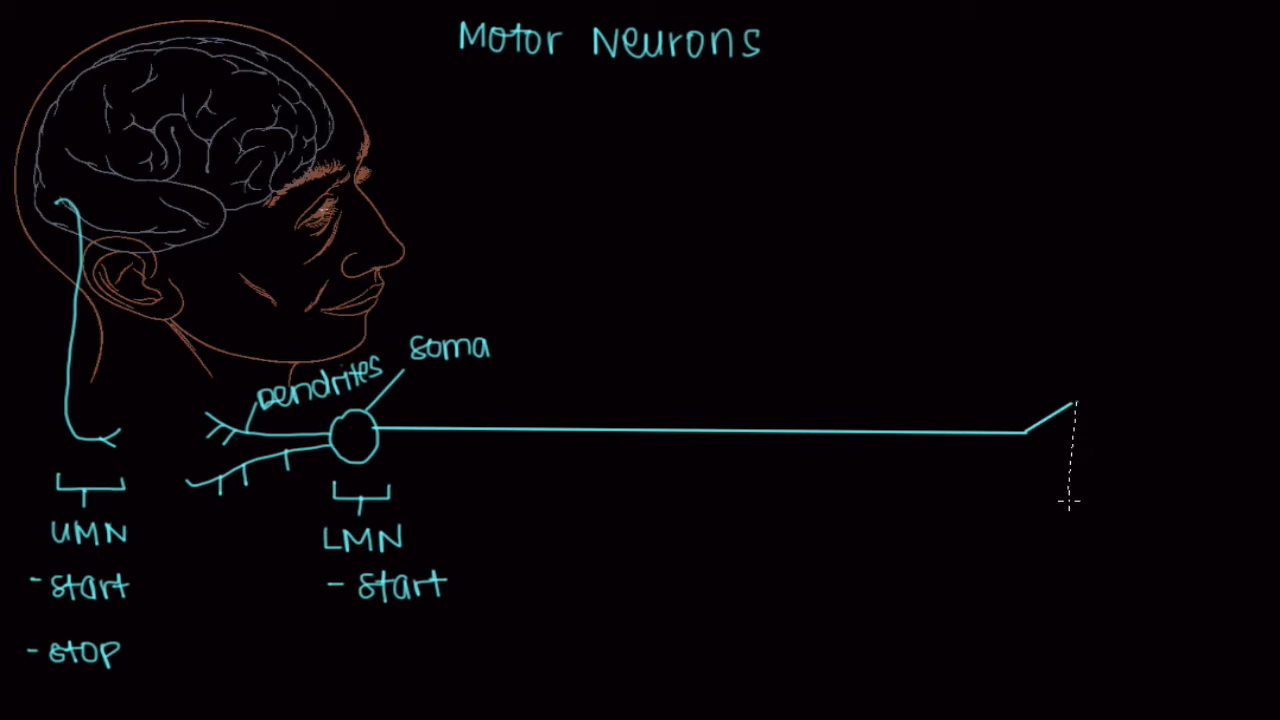 Motor Neurons
soma
Dendrites
UMN
- start
- stop
LMN
- start